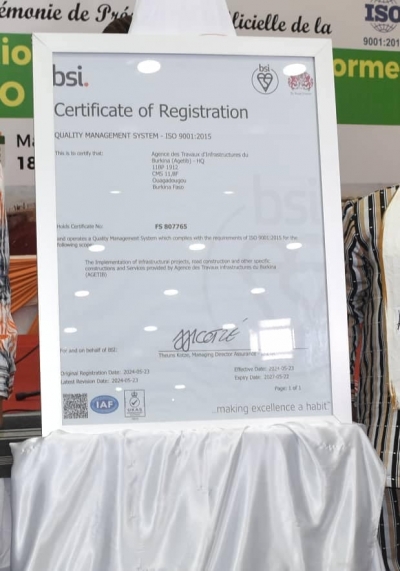 émonie de Pré
icielle de la
ISO
9001:201
io
O
orme
Ma
18
bsi.
bsi
Certificate of Registration
QUALITY MANAGEMENT SYSTEM - ISO 9001:2015
This is to certify that:
Agence des Travaux d'Infrastructures du
Burkina (Agetib) - HQ
Ouagadougou
Burkina Faso
Holds Certificate No:
FS 807765
and operates a Quality Management System which complies with the requirements of ISO 9001:2015 for the
following scope:
The Implementation of infrastructural projects, road construction and other specific
constructions and Services provided by Agence des Travaux Infrastructures du Burkina
(AGETIB)
For and on behalf of BSI:
Theuns Kotze, Managing Director Assurance
Original Registration Date: 2024-05-23
Effective Date: 2024-05-23
Latest Revision Date: 2024-05-23
Expiry Date: 2027-05-22
Page: 1 of 1
IAF
UKAS
...making excellence a habit